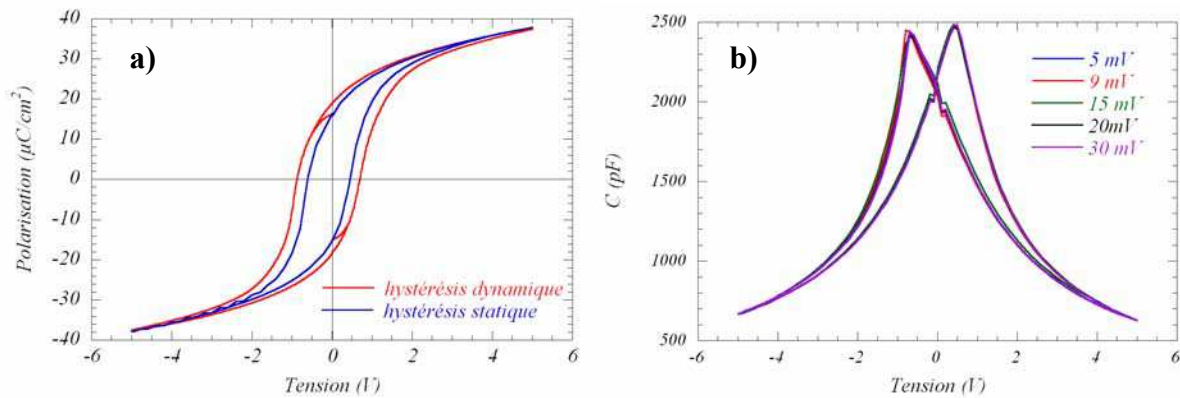 a)
Polarisation (µC/cm²)
40
30
20
10
0
-10
-20
-30
-40
-6
-4
-2
0
2
4
6
Tension (V)
hystérésis dynamique
hystérésis statique
b)
C (pF)
2500
2000
1500
1000
500
-6
-4
-2
0
2
4
6
Tension (V)
5 mV
9 mV
15 mV
20mV
30 mV